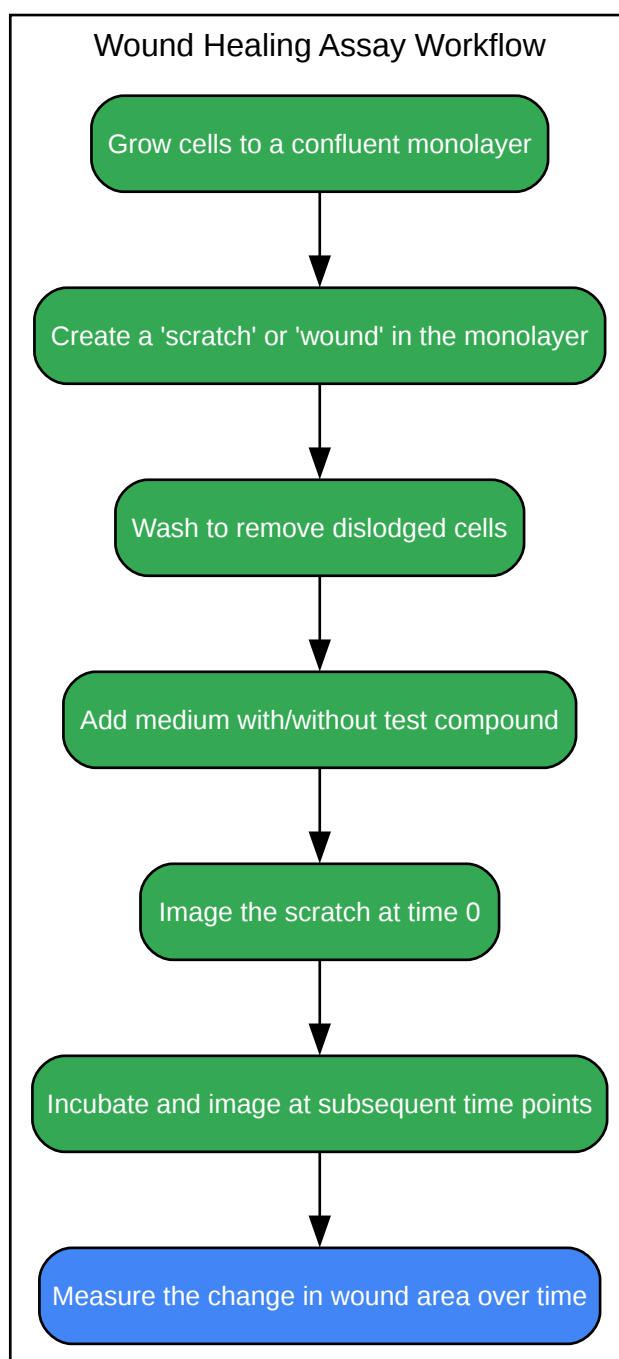 Wound Healing Assay Workflow
Grow cells to a confluent monolayer
Create a 'scratch' or 'wound' in the monolayer
Wash to remove dislodged cells
Add medium with/without test compound
Image the scratch at time 0
Incubate and image at subsequent time points
Measure the change in wound area over time